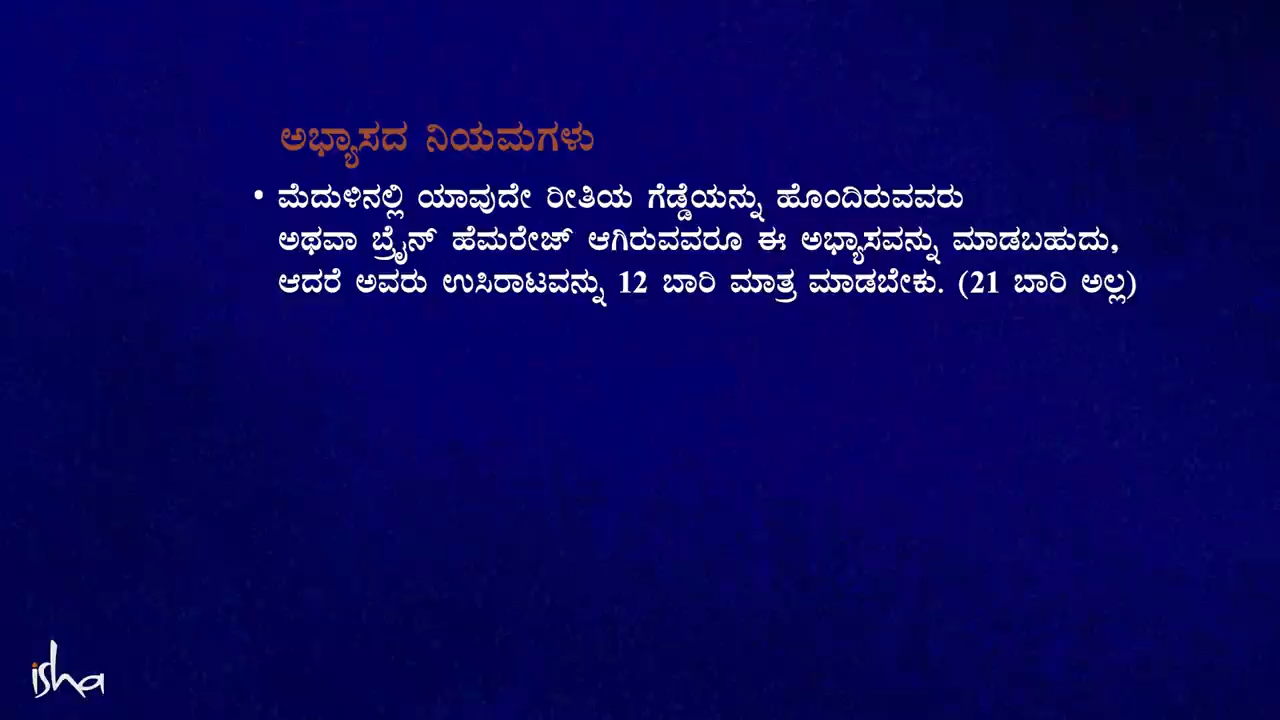 ಅಭ್ಯಾಸದ ನಿಯಮಗಳು
• ಮೆದುಳಿನಲ್ಲಿ ಯಾವುದೇ ರೀತಿಯ ಗೆಡ್ಡೆಯನ್ನು ಹೊಂದಿರುವವರು
ಅಥವಾ ಬ್ರೈನ್ ಹೆಮರೇಜ್ ಆಗಿರುವವರೂ ಈ ಅಭ್ಯಾಸವನ್ನು ಮಾಡಬಹುದು,
ಆದರೆ ಅವರು ಉಸಿರಾಟವನ್ನು 12 ಬಾರಿ ಮಾತ್ರ ಮಾಡಬೇಕು. (21 ಬಾರಿ ಅಲ್ಲ)
isha